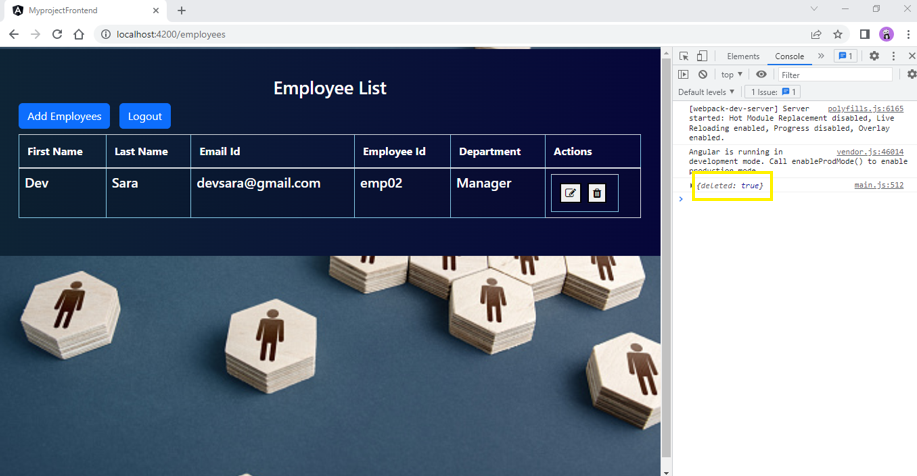 MyprojectFrontend
localhost:4200/employees
Elements Console 1
top Filter
Default levels 1 Issue: 1
[webpack-dev-server] Server polyfills.js:6165
started: Hot Module Replacement disabled, Live
Reloading enabled, Progress disabled, Overlay
enabled.
Angular is running in vendor.js:46014
development mode. Call enableProdMode() to enable
production mode.
{deleted: true} main.js:512
Employee List
Add Employees Logout
First Name Last Name Email Id Employee Id Department Actions
Dev Sara devsara@gmail.com emp02 Manager